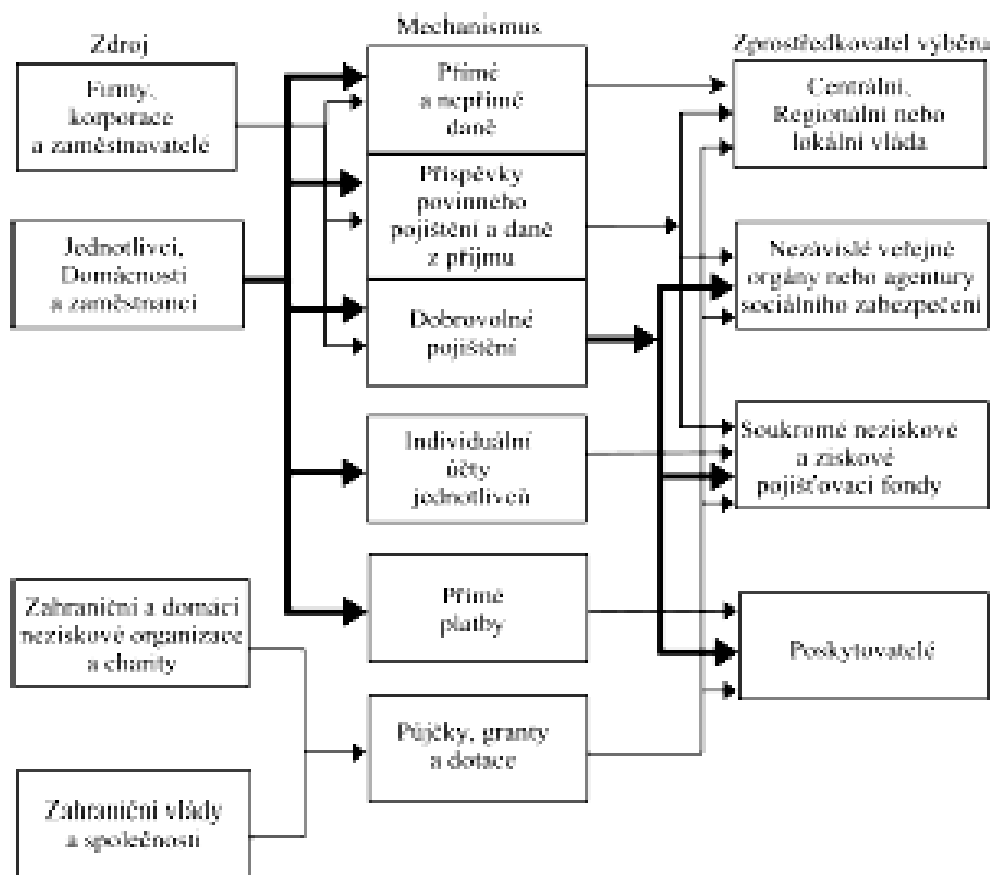 Zdroj
Firmy,
korporace
a zaměstnavatelé
Jednotlivci,
Domácnosti
a zaměstnanci
Zahraniční a domácí
neziskové organizace
a charity
Zahraniční vlády
a společnosti
Mechanismus
Přímé
a nepřímé
daně
Příspěvky
povinného
pojištění a daně
z příjmu
Dobrovolné
pojištění
Individuální
účty
jednotlivců
Přímé
platby
Půjčky, granty
a dotace
Zprostředkovatel výběru
Centrální,
Regionální nebo
lokální vláda
Nezávislé veřejné
orgány nebo agentury
sociálního zabezpečení
Soukromé neziskové
a ziskové
pojišťovací fondy
Poskytovatelé